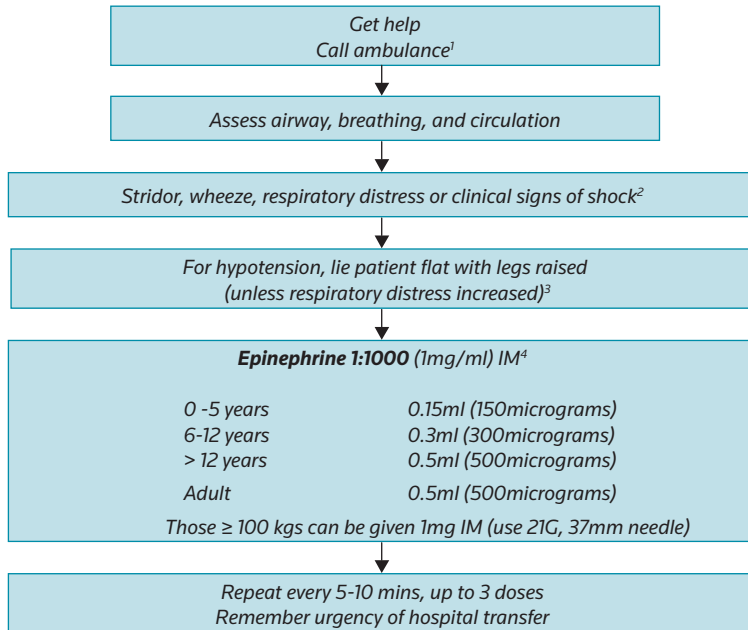 Get help
Call ambulance1
Assess airway, breathing, and circulation
Stridor, wheeze, respiratory distress or clinical signs of shock2
For hypotension, lie patient flat with legs raised
(unless respiratory distress increased)3
Epinephrine 1:1000 (1mg/ml) IM4
0 -5 years 0.15ml (150micrograms)
6-12 years 0.3ml (300micrograms)
> 12 years 0.5ml (500micrograms)
Adult 0.5ml (500micrograms)
Those ≥ 100 kgs can be given 1mg IM (use 21G, 37mm needle)
Repeat every 5-10 mins, up to 3 doses
Remember urgency of hospital transfer